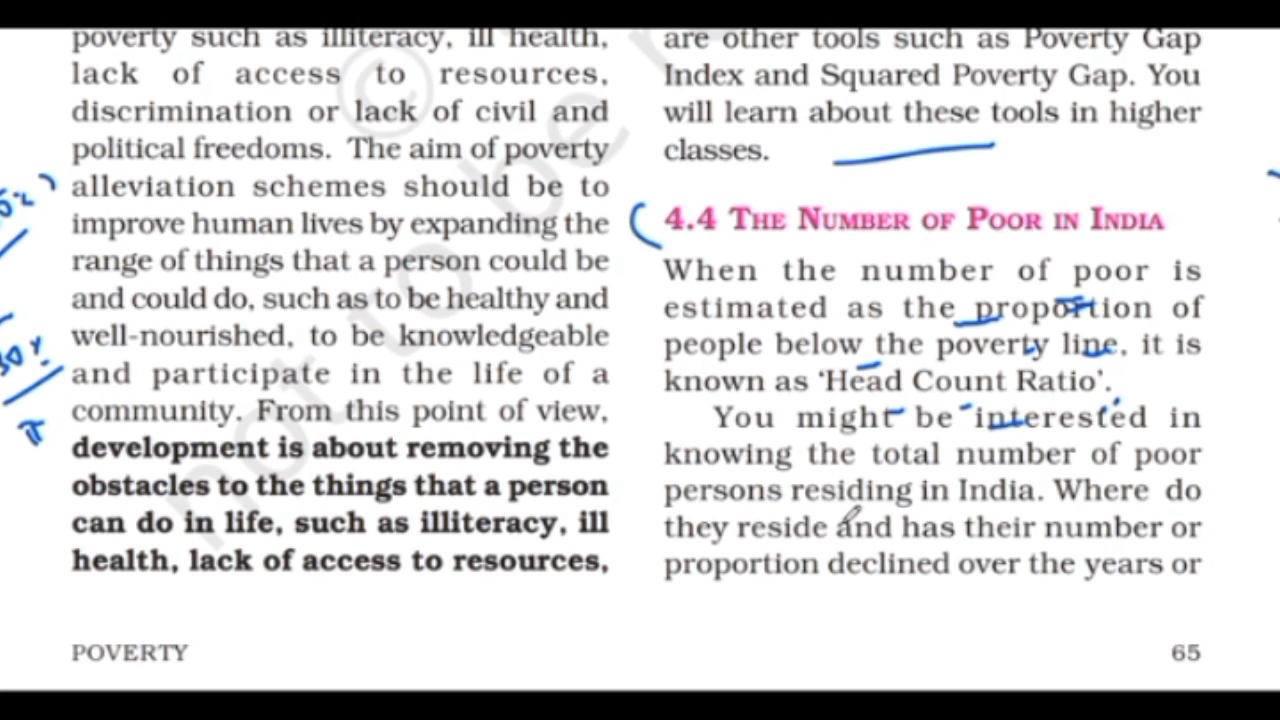 poverty such as illiteracy, ill health,
lack of access to resources,
discrimination or lack of civil and
political freedoms. The aim of poverty
alleviation schemes should be to
improve human lives by expanding the
range of things that a person could be
and could do, such as to be healthy and
well-nourished, to be knowledgeable
and participate in the life of a
community. From this point of view,
development is about removing the
obstacles to the things that a person
can do in life, such as illiteracy, ill
health, lack of access to resources,
are other tools such as Poverty Gap
Index and Squared Poverty Gap. You
will learn about these tools in higher
classes.
4.4 THE NUMBER OF POOR IN INDIA
When the number of poor is
estimated as the proportion of
people below the poverty line, it is
known as ‘Head Count Ratio’.
You might be interested in
knowing the total number of poor
persons residing in India. Where do
they reside and has their number or
proportion declined over the years or
POVERTY
65
©
not to be